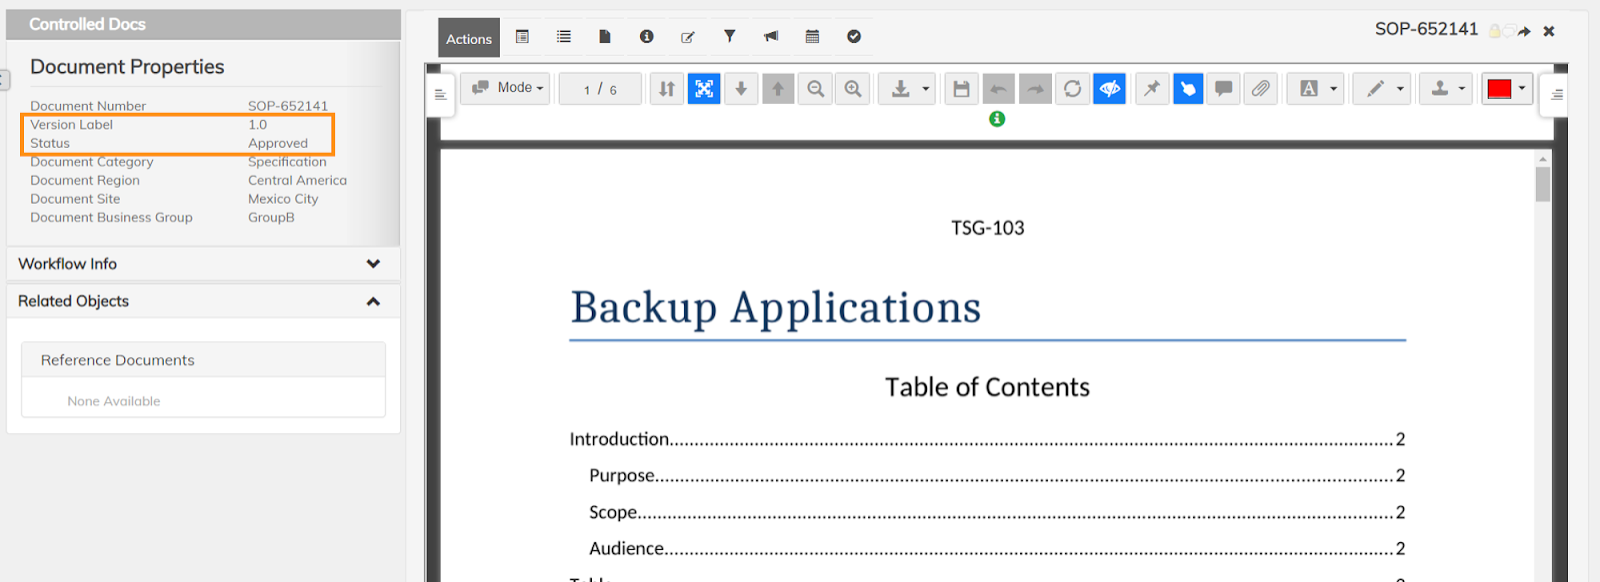 Controlled Docs
Document Properties
Document Number SOP-652141
Version Label 1.0
Status Approved
Document Category Specification
Document Region Central America
Document Site Mexico City
Document Business Group GroupB
Workflow Info
Related Objects
Reference Documents
None Available
Actions
SOP-652141
Mode
1 / 6
A
TSG-103
Backup Applications
Table of Contents
Introduction........................................2
Purpose........................................2
Scope........................................2
Audience........................................2